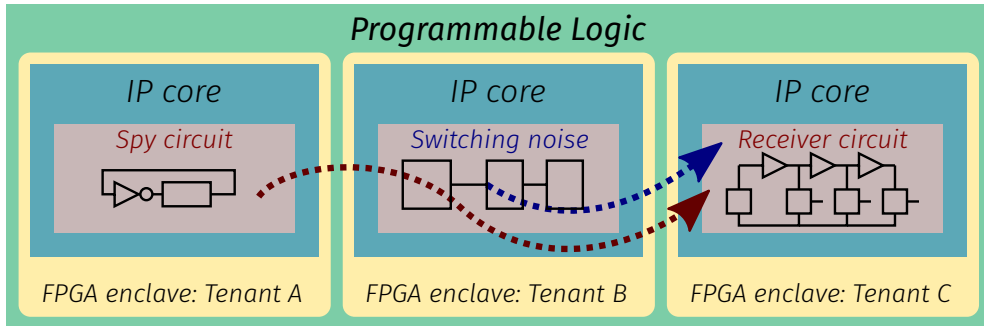 Programmable Logic
IP core
Spy circuit
FPGA enclave: Tenant A
IP core
Switching noise
FPGA enclave: Tenant B
IP core
Receiver circuit
FPGA enclave: Tenant C